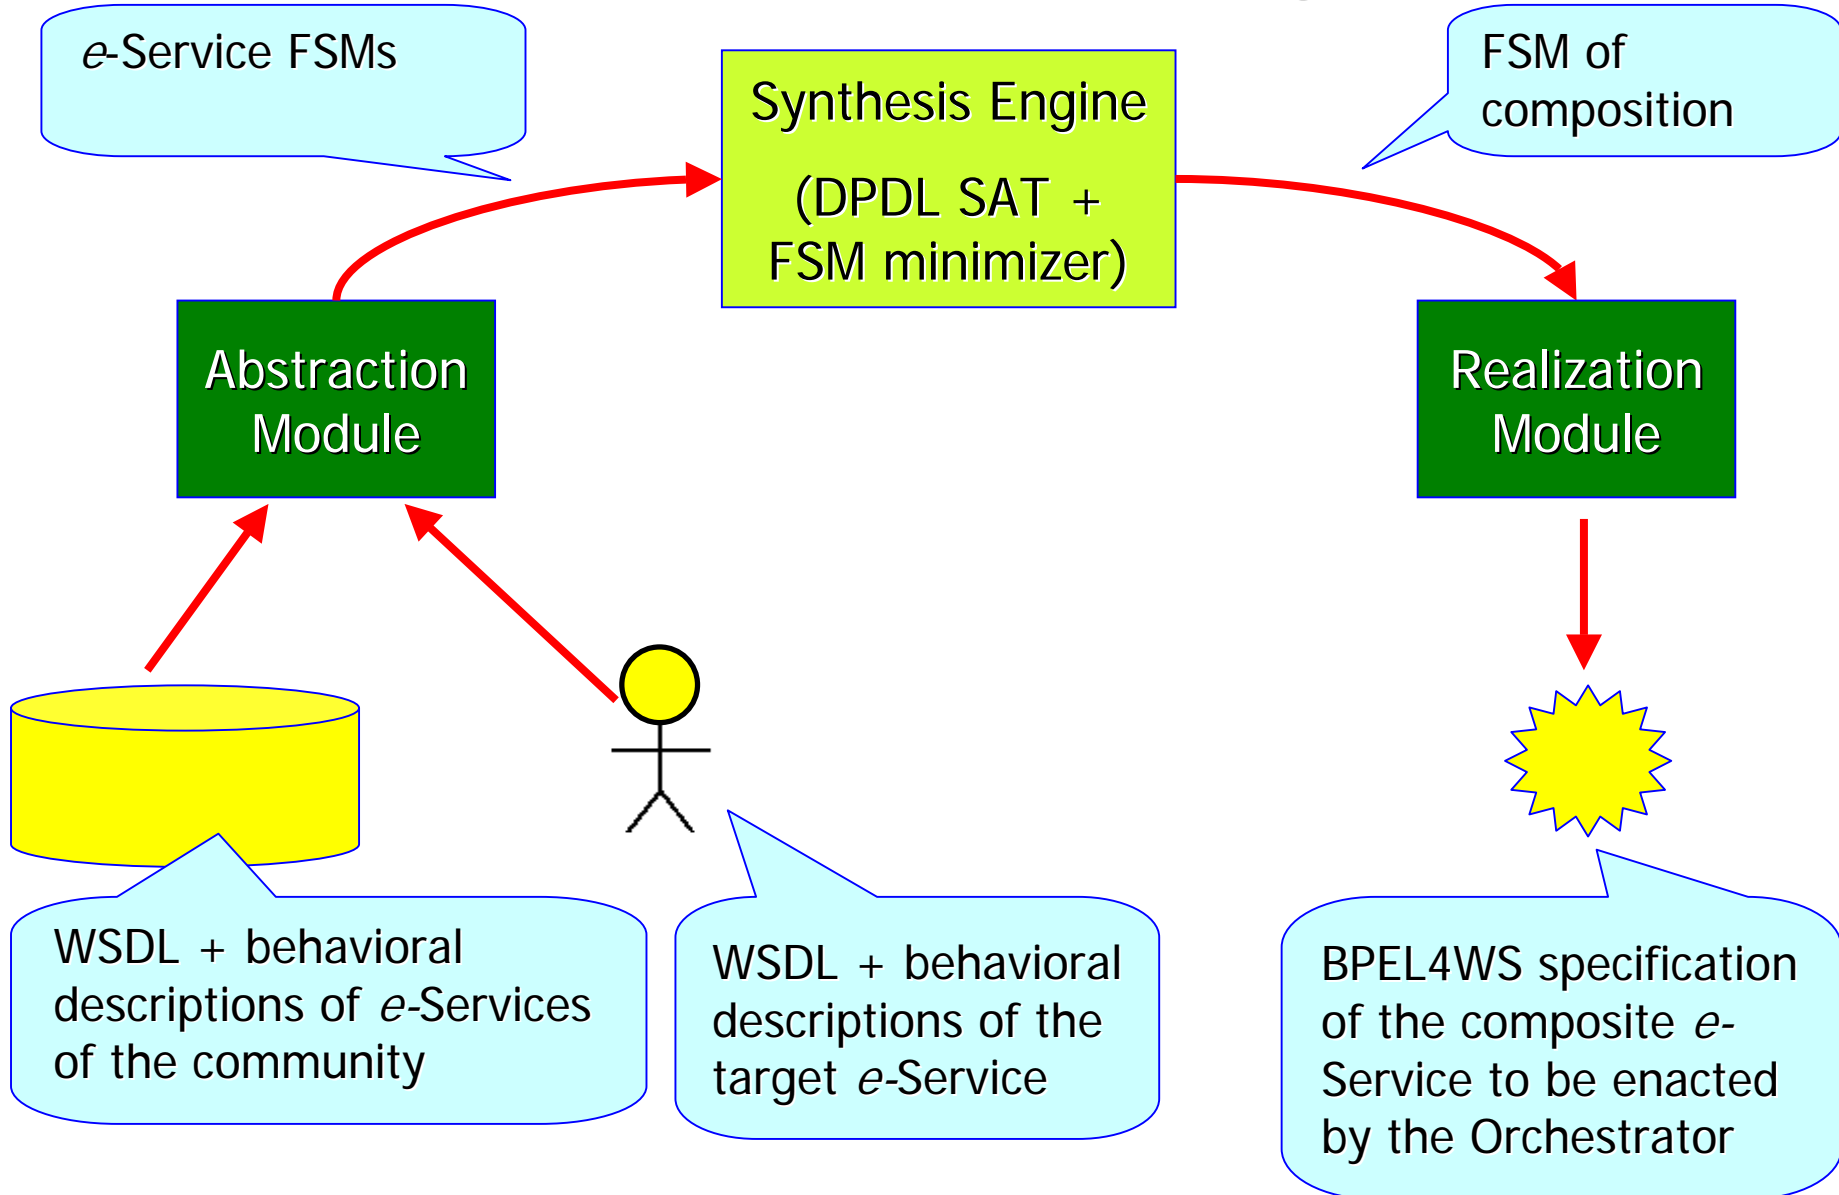 e-Service FSMs
Synthesis Engine
(DPDL SAT +
FSM minimizer)
FSM of
composition
Abstraction
Module
Realization
Module
WSDL + behavioral
descriptions of e-Services
of the community
WSDL + behavioral
descriptions of the
target e-Service
BPEL4WS specification
of the composite e-
Service to be enacted
by the Orchestrator